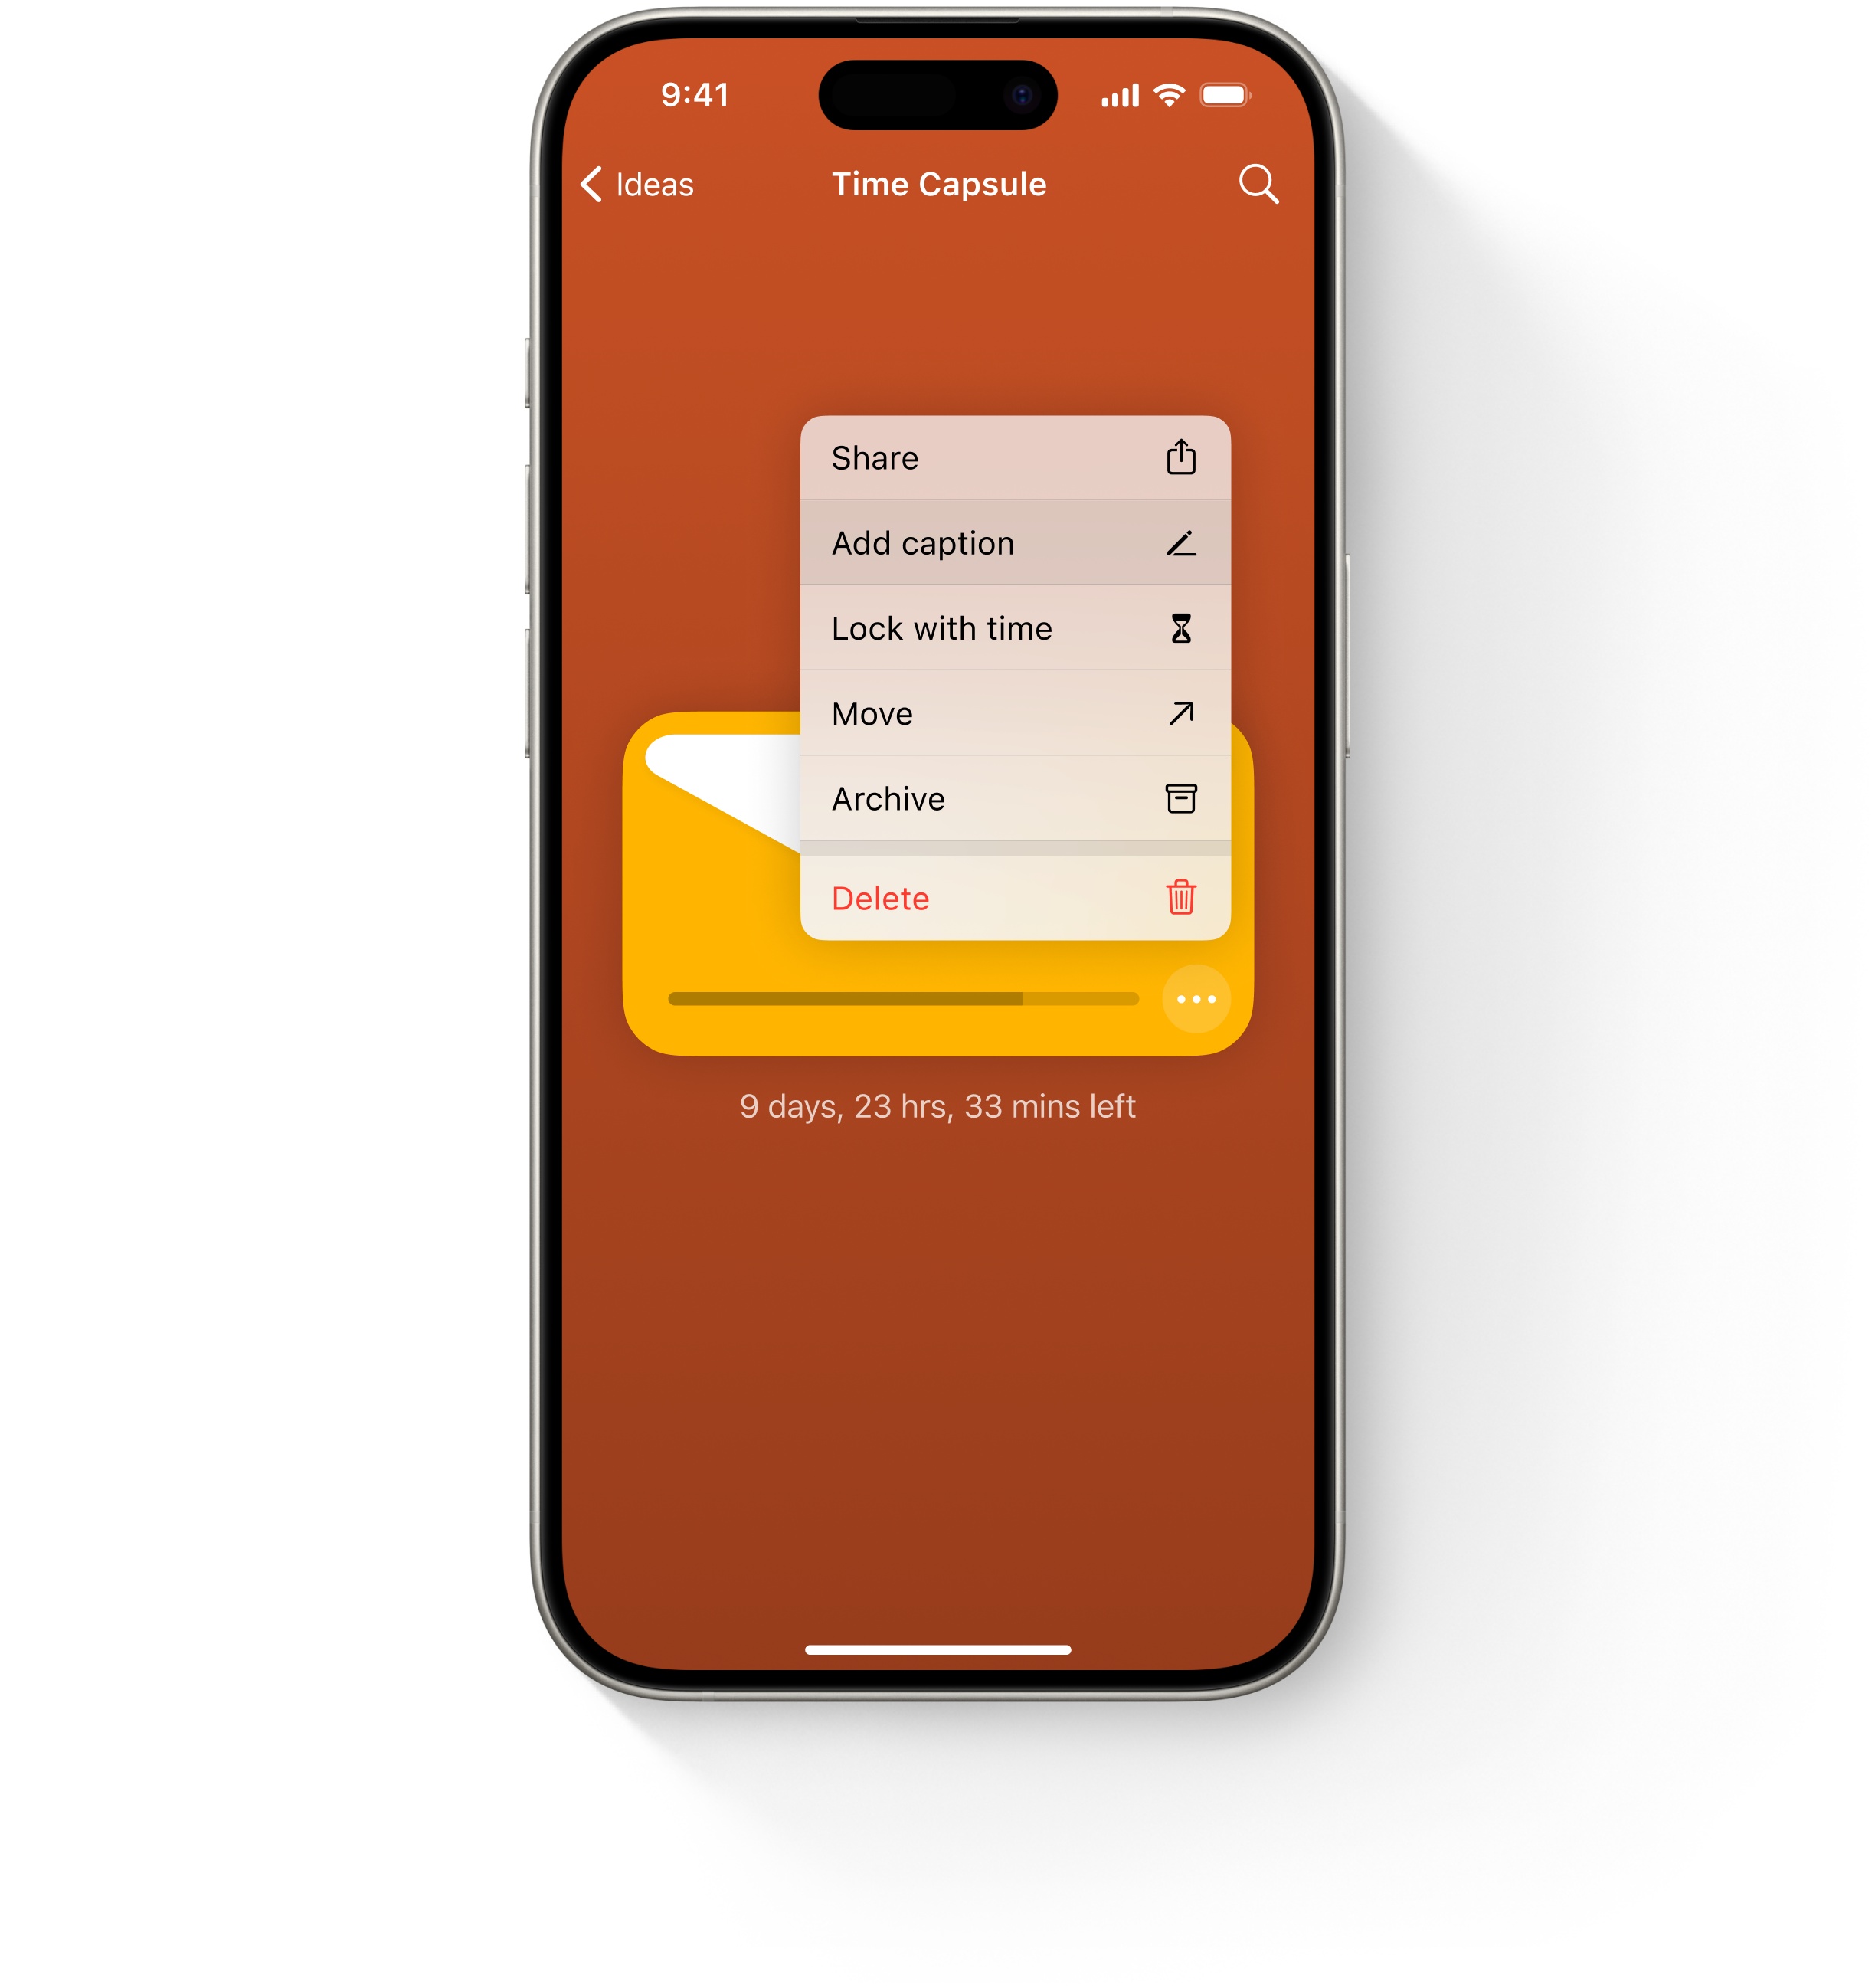 9:41
Ideas
Time Capsule
Share
Add caption
Lock with time
Move
Archive
Delete
9 days, 23 hrs, 33 mins left